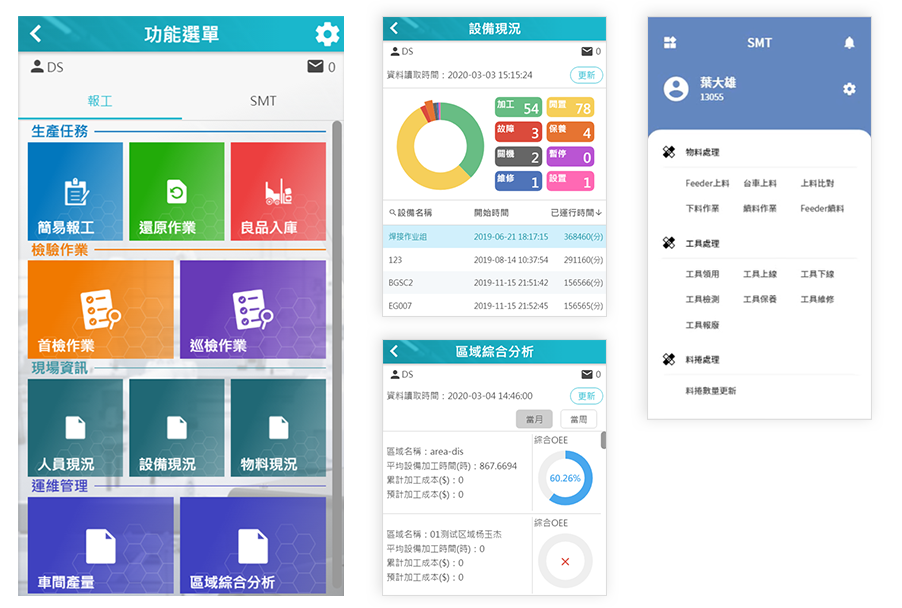 功能選單
DS
0
報工
SMT
生產任務
簡易報工
還原作業
良品入庫
檢驗作業
首檢作業
巡檢作業
現場資訊
人員現況
設備現況
物料現況
運維管理
車間產量
區域綜合分析
設備現況
DS
0
資料讀取時間：2020-03-03 15:15:24
更新
加工 54
閒置 78
故障 3
保養 4
關機 2
暫停 0
維修 1
設置 1
設備名稱 開始時間 已運行時間↓
焊接作业组 2019-06-21 18:17:15 368460(分)
123 2019-08-14 10:37:54 291160(分)
BGSC2 2019-11-15 21:51:42 156566(分)
EG007 2019-11-15 21:52:45 156565(分)
區域綜合分析
DS
0
資料讀取時間：2020-03-04 14:46:00
更新
當月
當周
區域名稱：area-dis
平均設備加工時間(時)：867.6694
累計加工成本($)：0
預計加工成本($)：0
綜合OEE
60.26%
區域名稱：01测试区域杨玉杰
平均設備加工時間(時)：0
累計加工成本($)：0
預計加工成本($)：0
綜合OEE
SMT
葉大雄
13055
物料處理
Feeder上料 台車上料 上料比對
下料作業 續料作業 Feeder續料
工具處理
工具領用 工具上線 工具下線
工具檢測 工具保養 工具維修
工具報廢
料捲處理
料捲數量更新